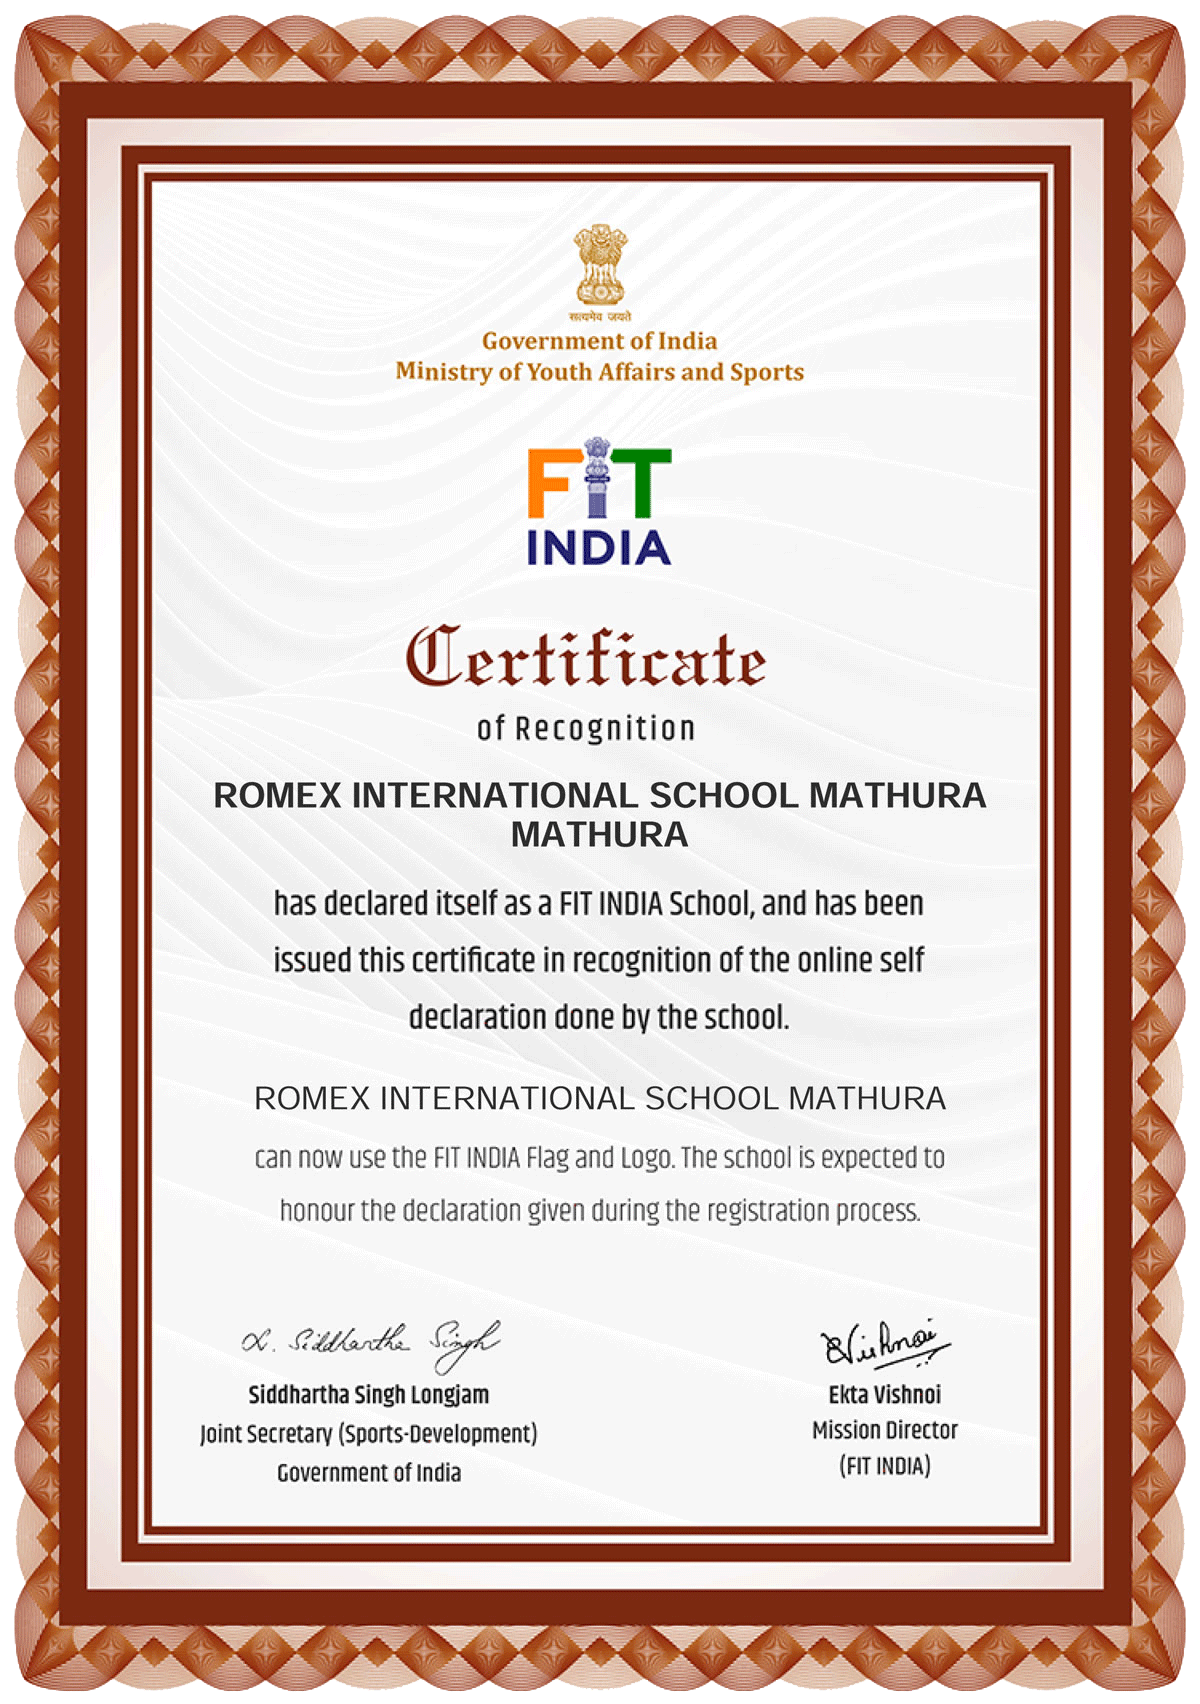 सत्यमेव जयते
Government of India
Ministry of Youth Affairs and Sports
FiT
INDIA
Certificate
of Recognition
ROMEX INTERNATIONAL SCHOOL MATHURA
MATHURA
has declared itself as a FIT INDIA School, and has been
issued this certificate in recognition of the online self
declaration done by the school.
ROMEX INTERNATIONAL SCHOOL MATHURA
can now use the FIT INDIA Flag and Logo. The school is expected to
honour the declaration given during the registration process.
L. Siddhartha Singh
EVishnoi
Siddhartha Singh Longjam
Ekta Vishnoi
Joint Secretary (Sports-Development)
Mission Director
Government of India
(FIT INDIA)